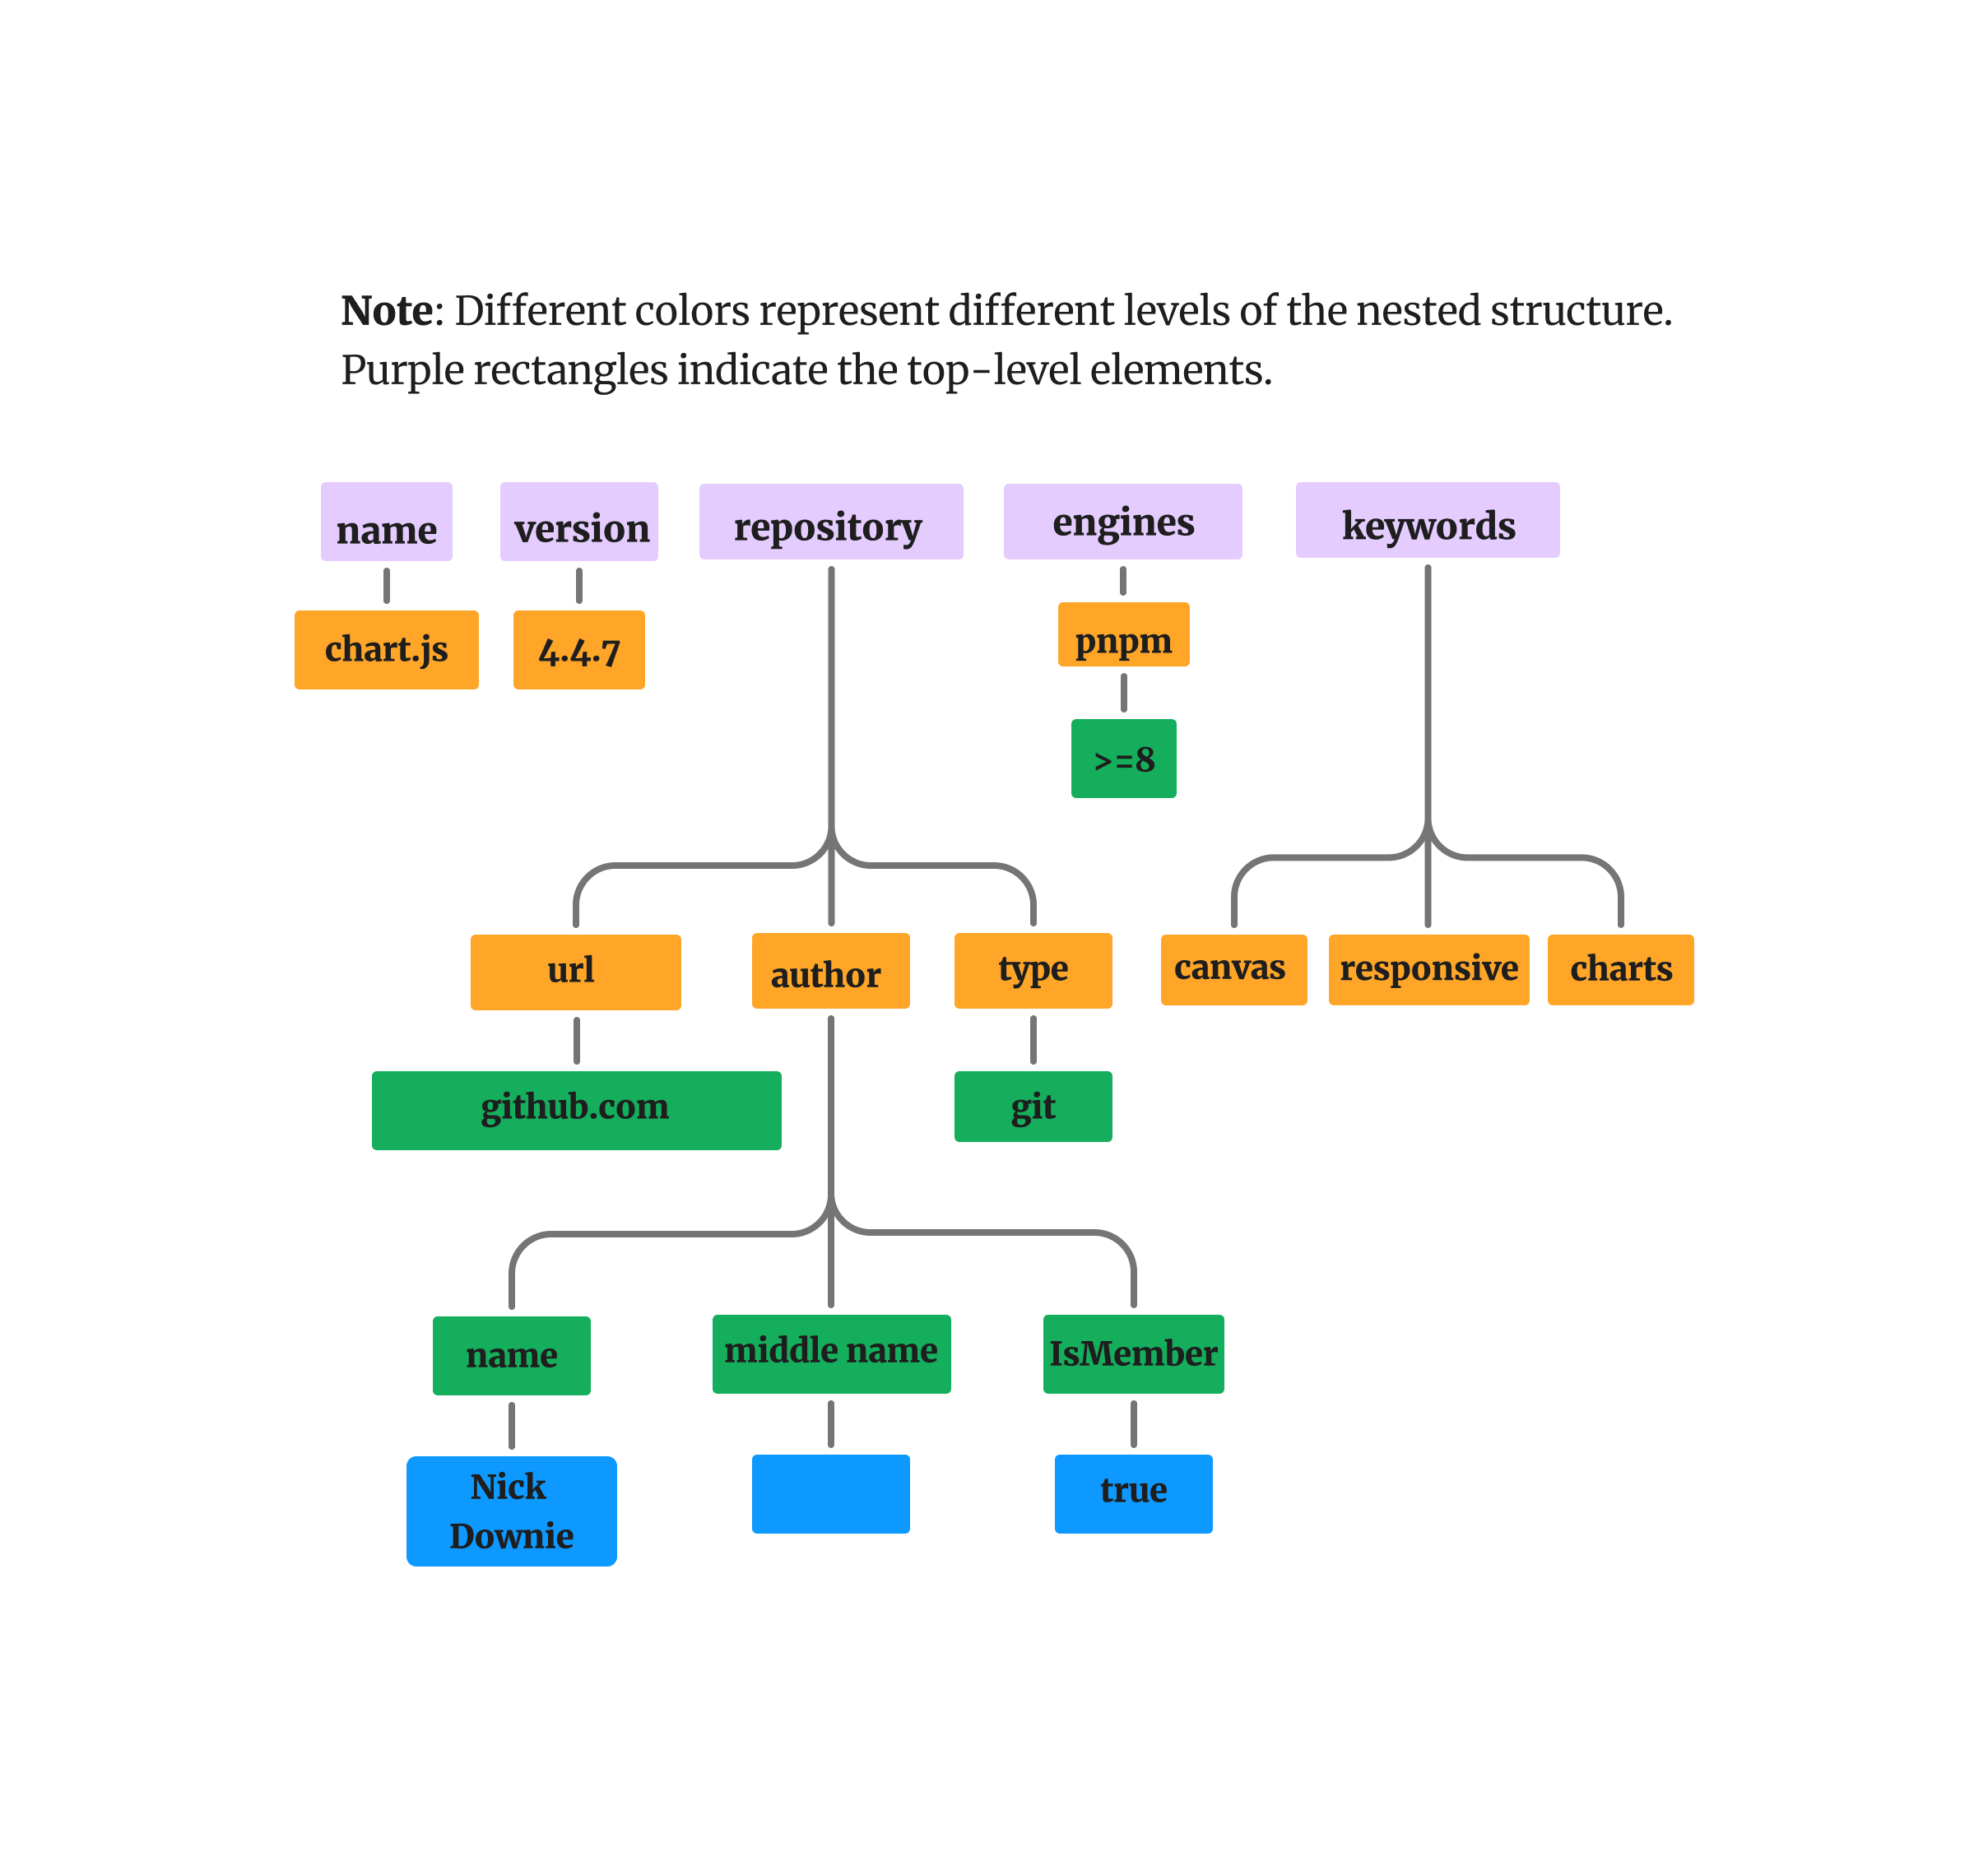 Note: Different colors represent different levels of the nested structure.
Purple rectangles indicate the top-level elements.
name
version
repository
engines
keywords
chart.js
4.4.7
pnpm
>=8
url
author
type
canvas
responsive
charts
github.com
git
name
middle name
IsMember
Nick
Downie
true